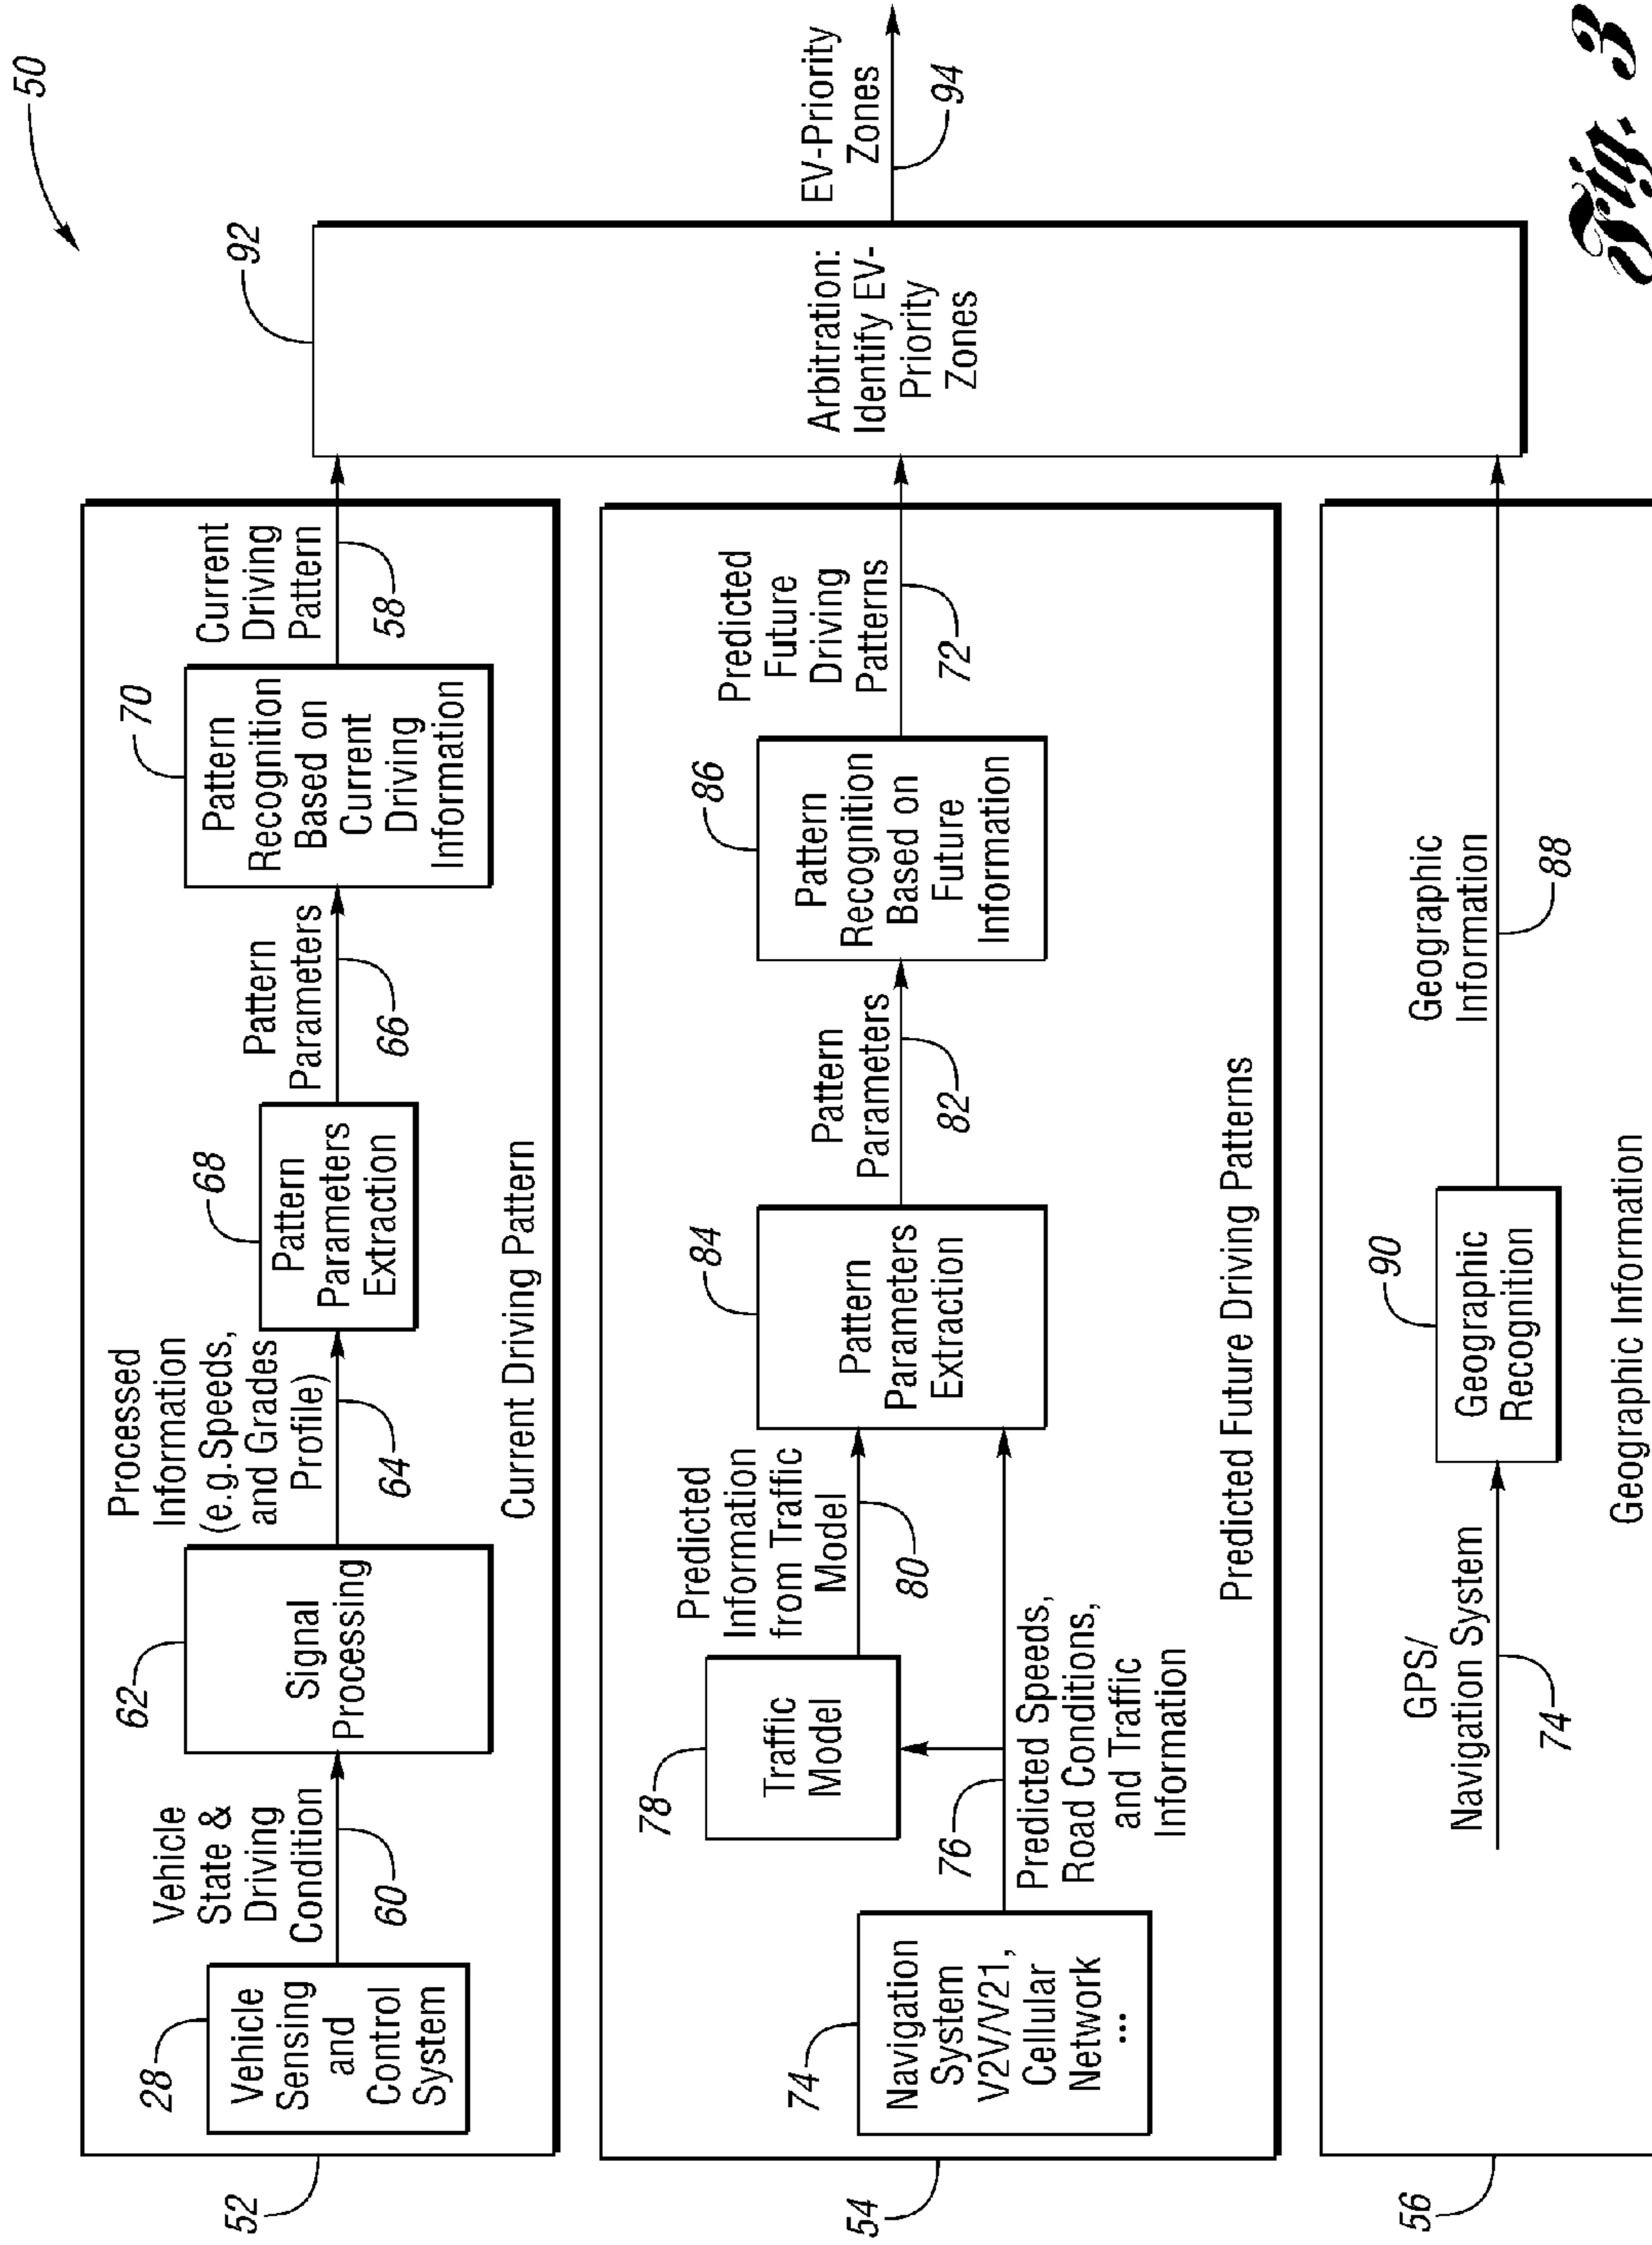 50
52
28
Vehicle
Sensing
and
Control
System
Vehicle
State &
Driving
Condition
60
62
Signal
Processing
Processed
Information
(e.g.Speeds,
and Grades
Profile)
64
68
Pattern
Parameters
Extraction
Pattern
Parameters
66
70
Pattern
Recognition
Based on
Current
Driving
Information
Current
Driving
Pattern
58
Current Driving Pattern
54
74
Navigation
System
V2V/V21,
Cellular
Network
...
76
Predicted Speeds,
Road Conditions,
and Traffic
Information
78
Traffic
Model
Predicted
Information
from Traffic
Model
80
84
Pattern
Parameters
Extraction
Pattern
Parameters
82
86
Pattern
Recognition
Based on
Future
Information
Predicted
Future
Driving
Patterns
72
Predicted Future Driving Patterns
56
GPS/
Navigation System
74
90
Geographic
Recognition
Geographic
Information
88
Geographic Information
92
Arbitration:
Identify EV-
Priority
Zones
EV-Priority
Zones
94
Fig. 3